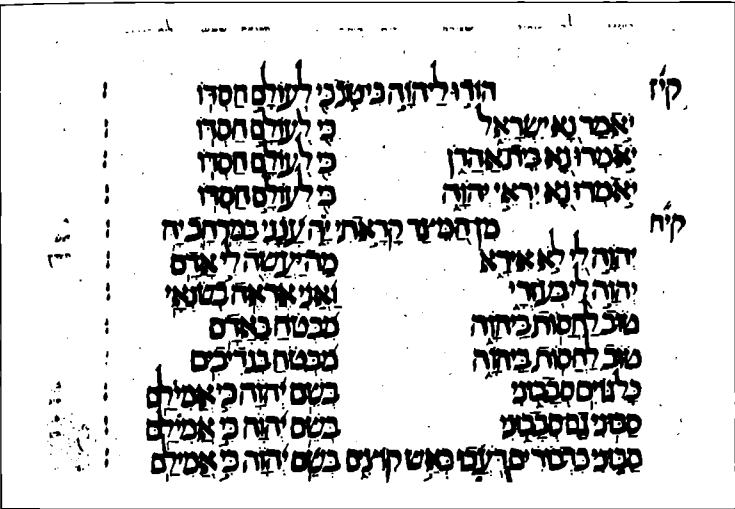 קיז הודו ליהוה כי טוב כי לעולם חסדו
יאמר נא ישראל כי לעולם חסדו
יאמרו נא בית אהרן כי לעולם חסדו
יאמרו נא יראי יהוה כי לעולם חסדו
קיח מן המיצר קראתי יה ענני במרחב יה
יהוה לי לא אירא מה יעשה לי אדם
יהוה לי בעזרי ואני אראה בשנאי
טוב לחסות ביהוה מבטח באדם
טוב לחסות ביהוה מבטח בנדיבים
כל גוים סבבוני בשם יהוה כי אמילם
סבוני גם סבבוני בשם יהוה כי אמילם
סבוני כדבורים דעכו כאש קוצים בשם יהוה כי אמילם